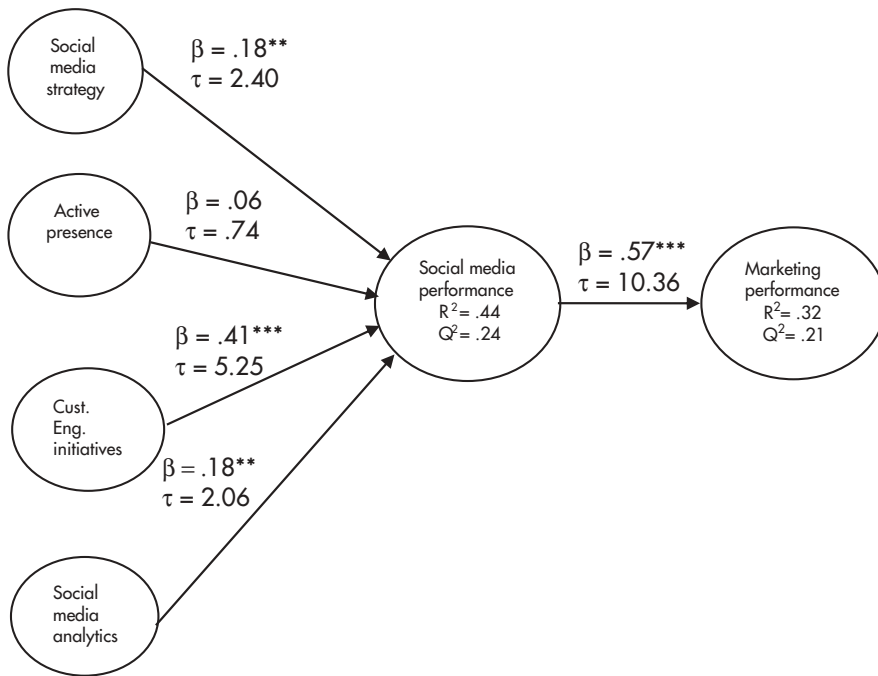 Social
media
strategy
β = .18**
τ = 2.40
Active
presence
β = .06
τ = .74
Cust.
Eng.
initiatives
β = .41***
τ = 5.25
Social
media
analytics
β = .18**
τ = 2.06
Social media
performance
R²= .44
Q²= .24
β = .57***
τ = 10.36
Marketing
performance
R²= .32
Q²= .21